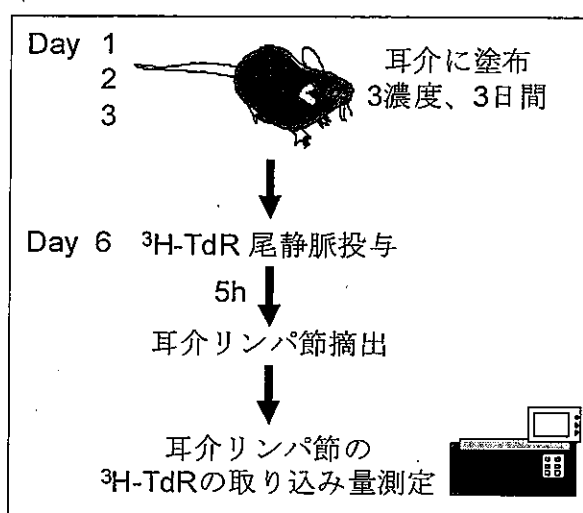 Day 1
2
3
耳介に塗布
3濃度、3日間
Day 6 ³H-TdR 尾静脈投与
5h
耳介リンパ節摘出
耳介リンパ節の
³H-TdRの取り込み量測定